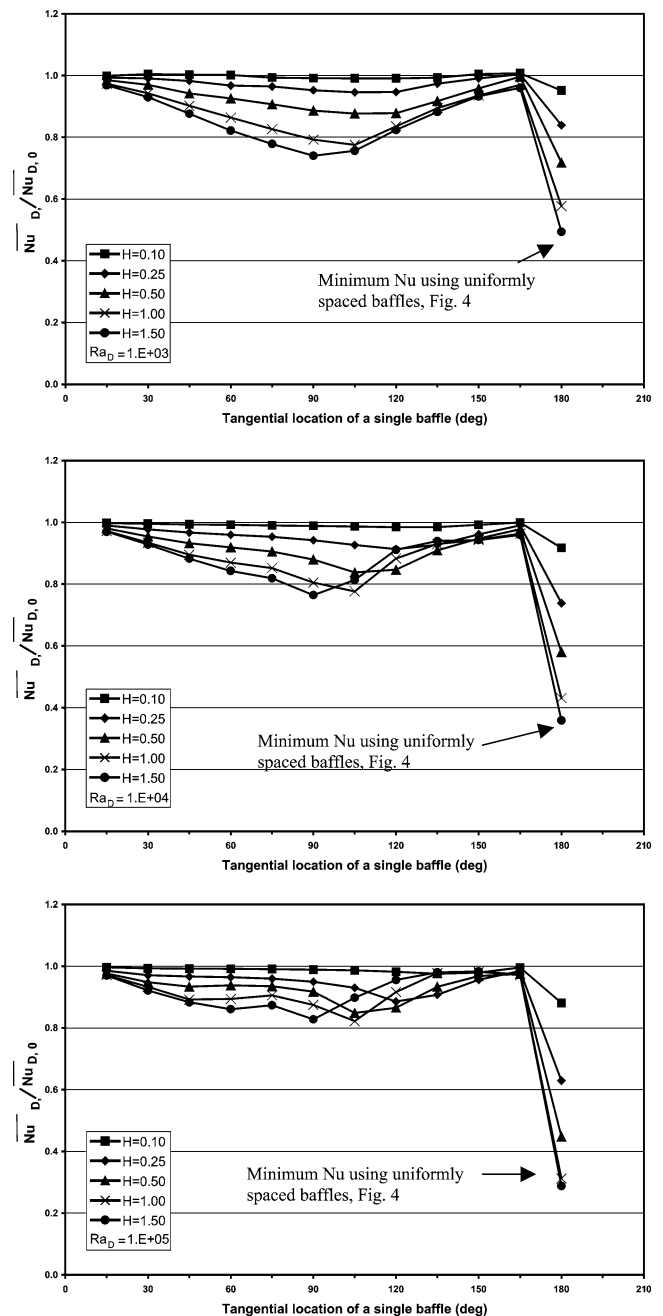 1.2
1.0
0.8
0.6
0.4
0.2
0.0
Nu D, / Nu D, 0
H=0.10
H=0.25
H=0.50
H=1.00
H=1.50
Ra D =1.E+03
Minimum Nu using uniformly
spaced baffles, Fig. 4
0 30 60 90 120 150 180 210
Tangential location of a single baffle (deg)
1.2
1.0
0.8
0.6
0.4
0.2
0.0
Nu D, / Nu D, 0
H=0.10
H=0.25
H=0.50
H=1.00
H=1.50
Ra D =1.E+04
Minimum Nu using uniformly
spaced baffles, Fig. 4
0 30 60 90 120 150 180 210
Tangential location of a single baffle (deg)
1.2
1.0
0.8
0.6
0.4
0.2
0.0
Nu D, / Nu D, 0
H=0.10
H=0.25
H=0.50
H=1.00
H=1.50
Ra D =1.E+05
Minimum Nu using uniformly
spaced baffles, Fig. 4
0 30 60 90 120 150 180 210
Tangential location of a single baffle (deg)